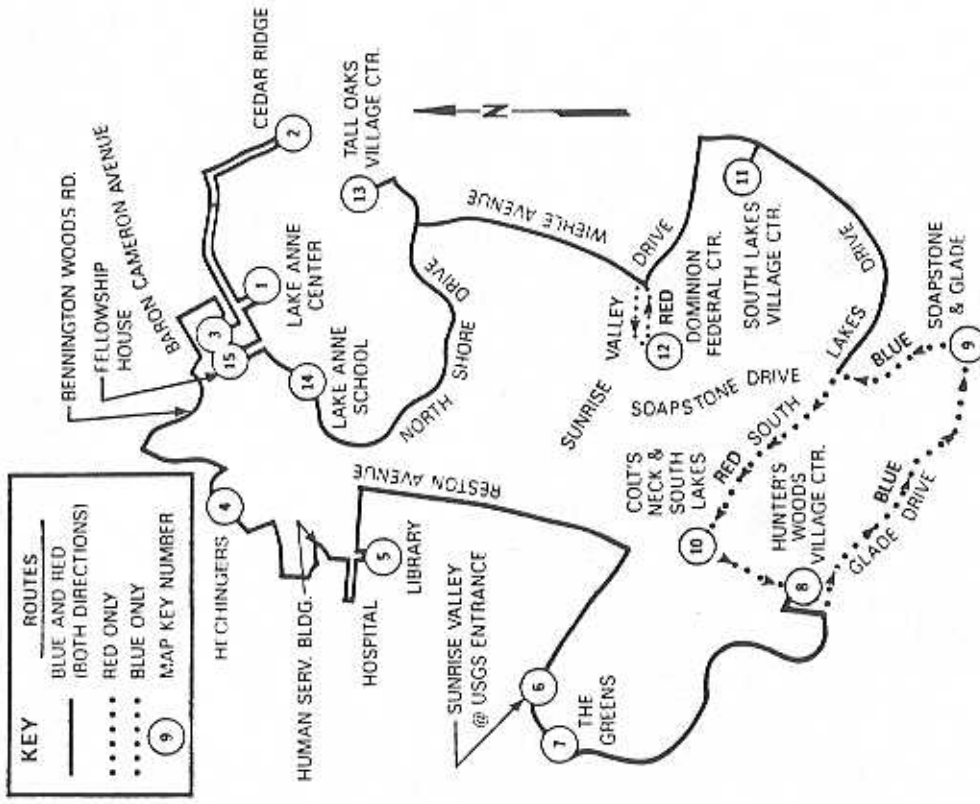 KEY
ROUTES
BLUE AND RED
(BOTH DIRECTIONS)
RED ONLY
BLUE ONLY
9
MAP KEY NUMBER
BENNINGTON WOODS RD.
FELLOWSHIP
HOUSE
BARON CAMERON AVENUE
CEDAR RIDGE
2
3
15
1
LAKE ANNE
CENTER
14
LAKE ANNE
SCHOOL
13
TALL OAKS
VILLAGE CTR.
N
4
HECHINGERS
HUMAN SERV. BLDG.
5
LIBRARY
HOSPITAL
RESTON AVENUE
NORTH
SHORE
DRIVE
WIEHLE AVENUE
SUNRISE VALLEY
@ USGS ENTRANCE
6
7
THE
GREENS
SUNRISE
VALLEY
DRIVE
RED
12
DOMINION
FEDERAL CTR.
11
SOUTH LAKES
VILLAGE CTR.
SOAPSTONE DRIVE
COLT'S
NECK &
SOUTH
LAKES
10
RED
SOUTH
LAKES
DRIVE
HUNTER'S
WOODS
VILLAGE CTR.
8
BLUE
GLADE DRIVE
BLUE
SOAPSTONE
& GLADE
9